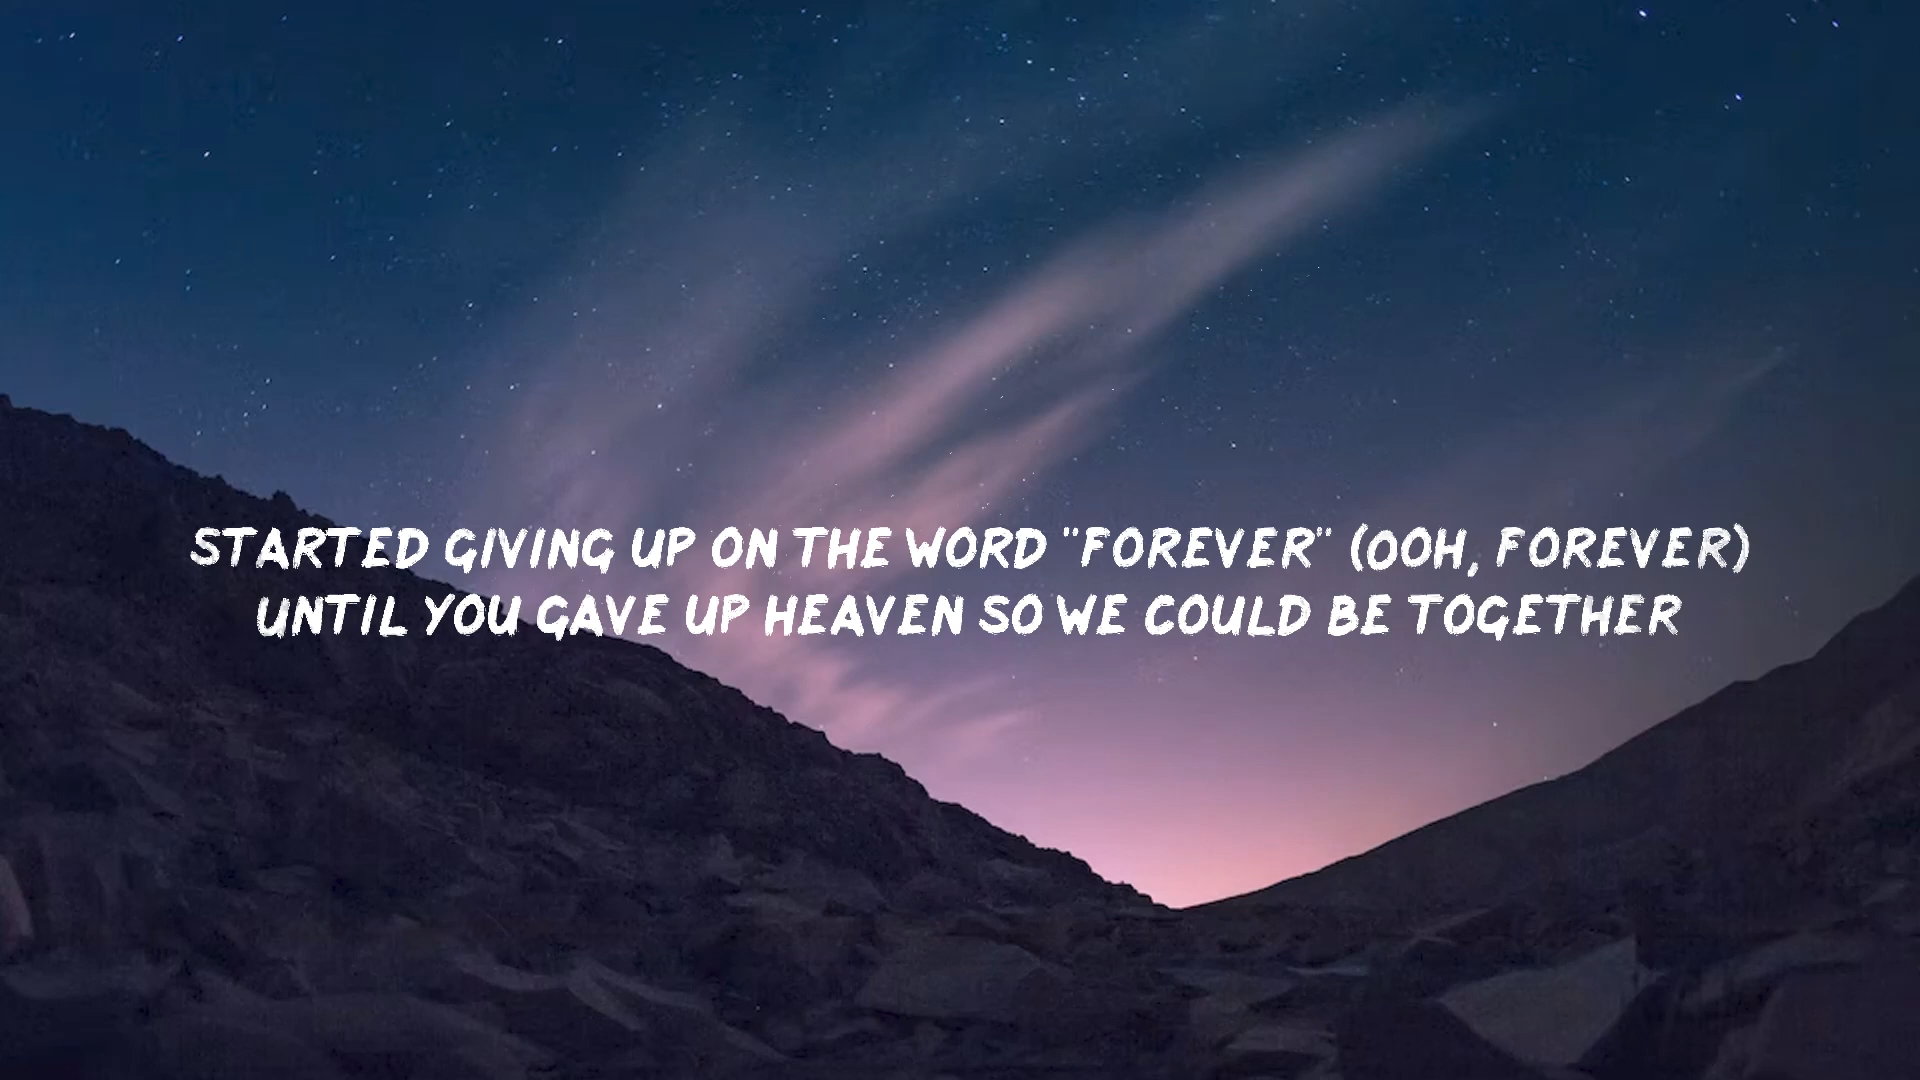 STARTED GIVING UP ON THE WORD "FOREVER" (OOH, FOREVER)
UNTIL YOU GAVE UP HEAVEN SO WE COULD BE TOGETHER